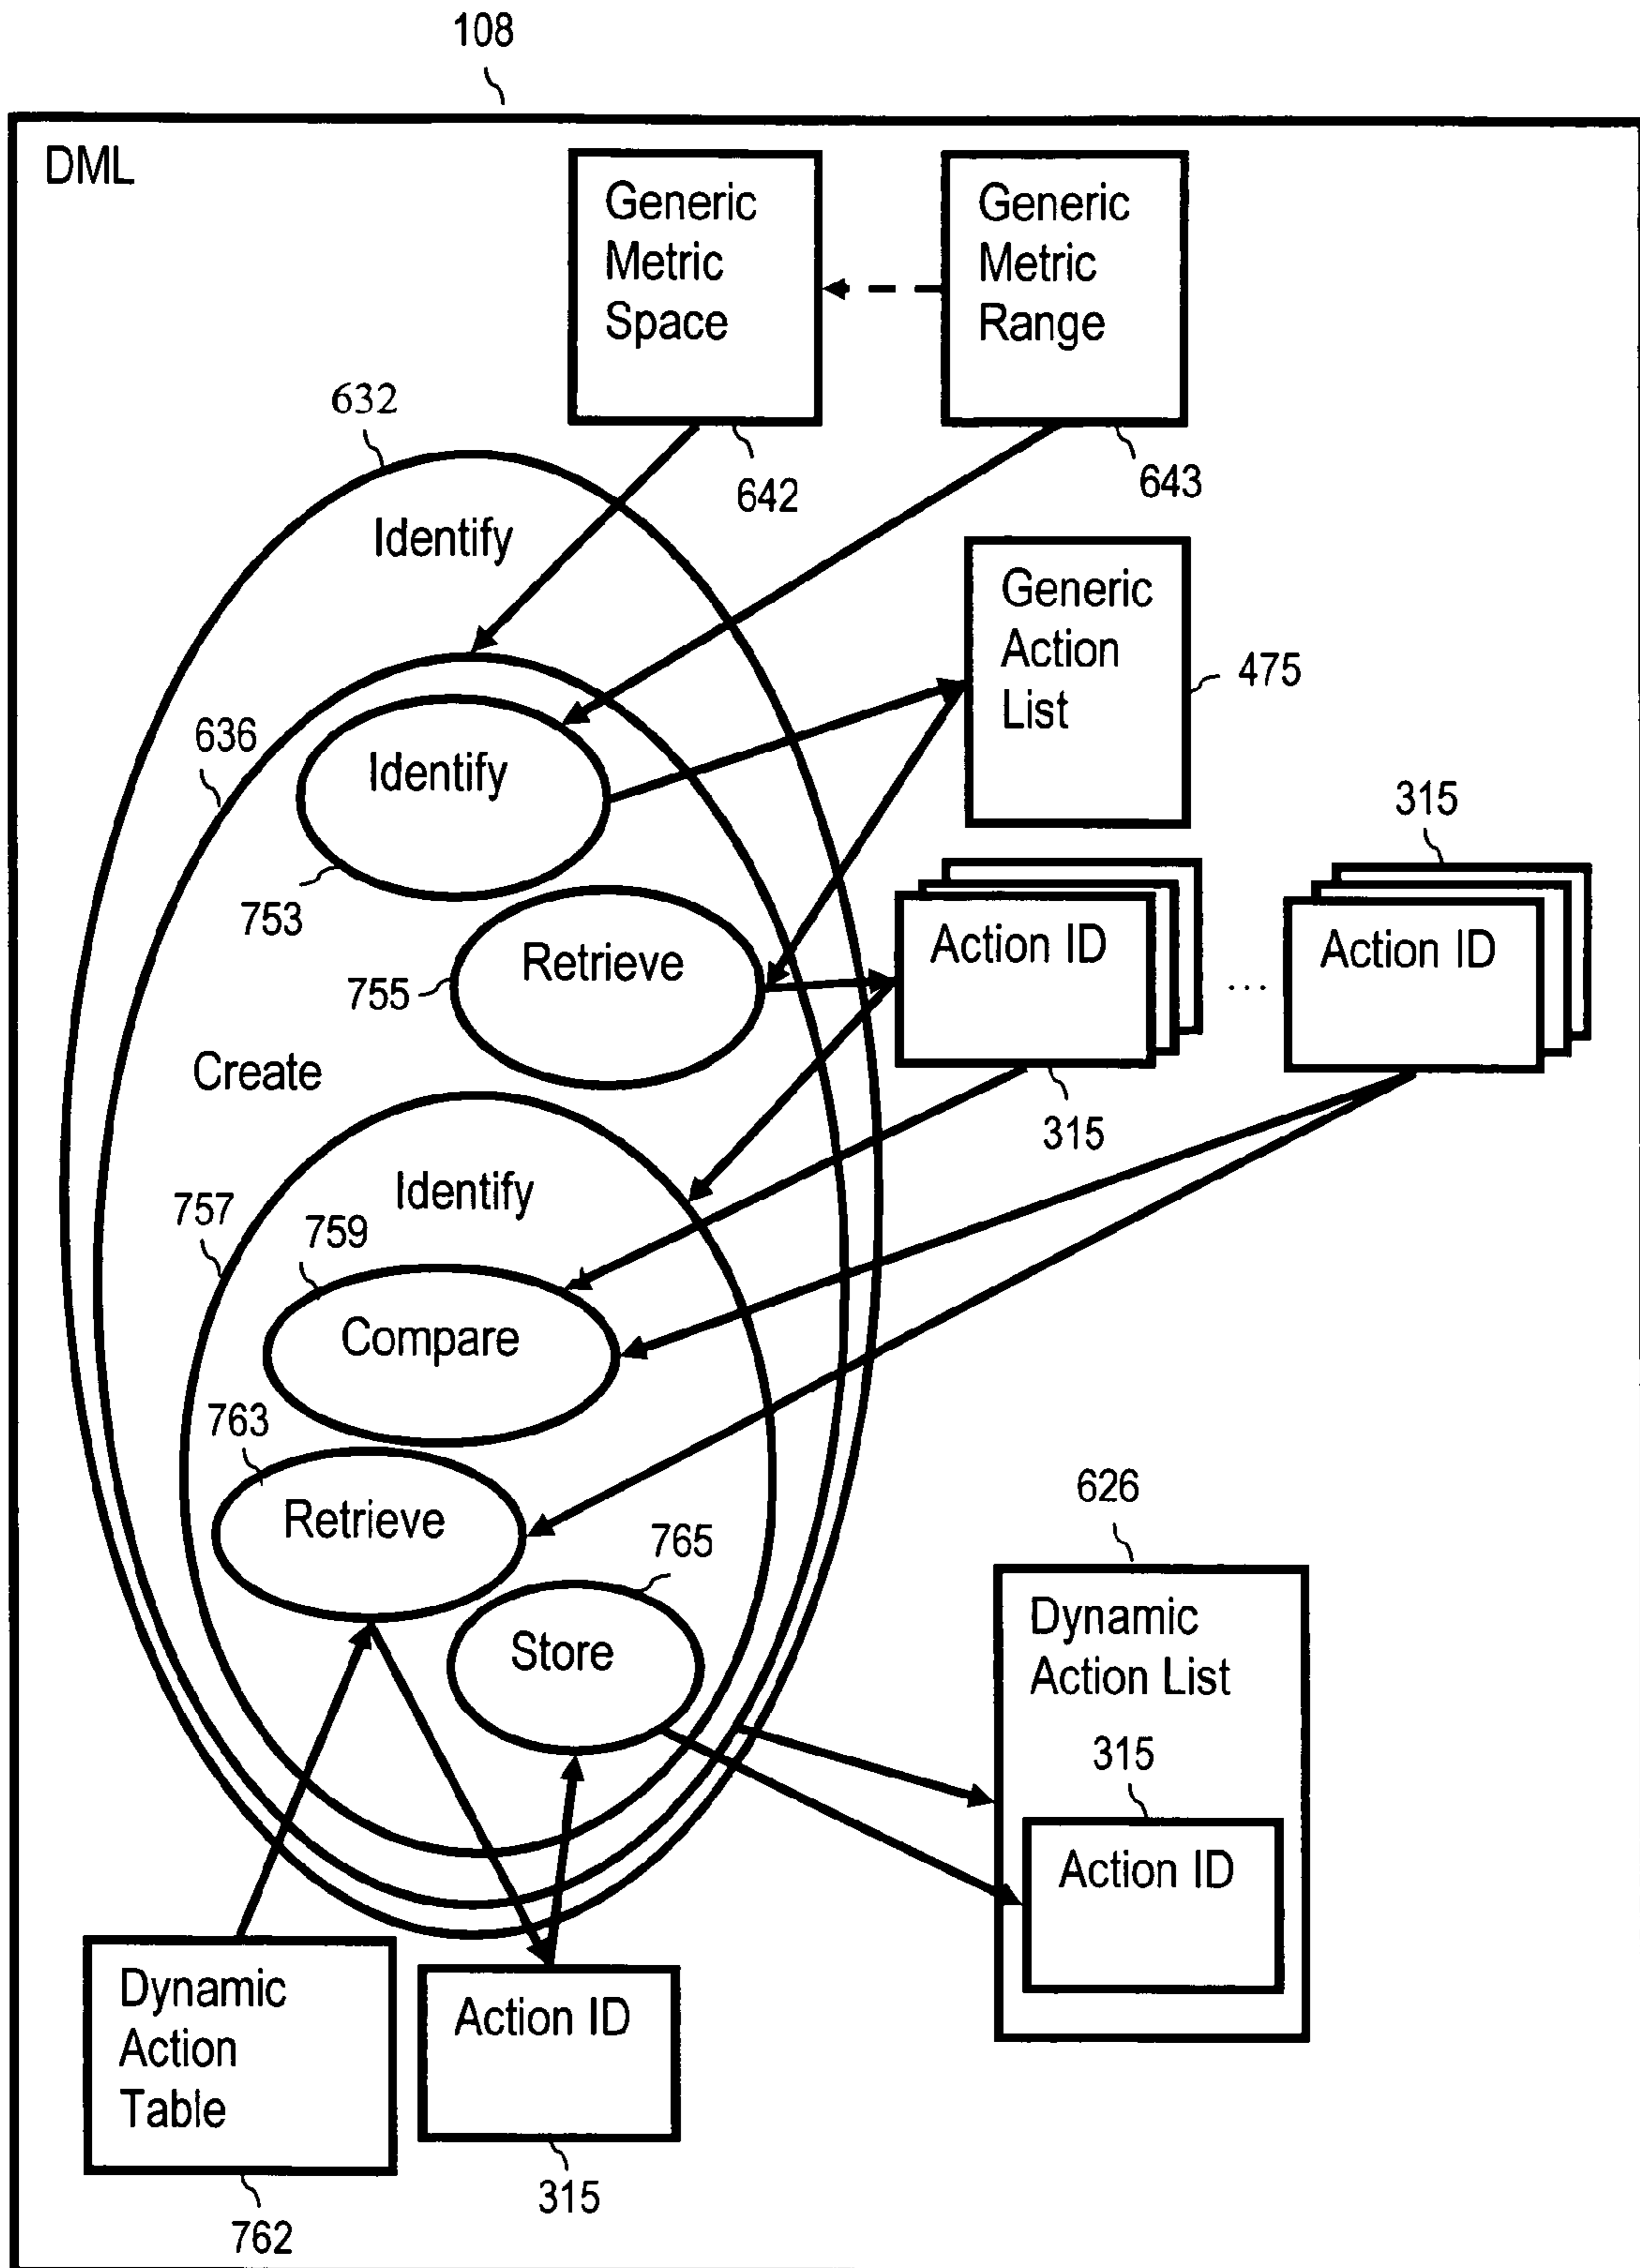 108
DML
Generic
Metric
Space
Generic
Metric
Range
632
642
643
Identify
Generic
Action
List
475
636
Identify
753
315
Retrieve
755
Action ID
...
Action ID
Create
315
757
Identify
759
Compare
763
Retrieve
765
Store
626
Dynamic
Action List
315
Action ID
Dynamic
Action
Table
Action ID
315
762